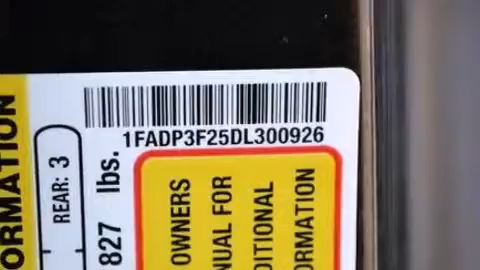 1FADP3F25DL300926
ORMATION
REAR: 3
827 lbs.
OWNERS
NUAL FOR
DITIONAL
ORMATION